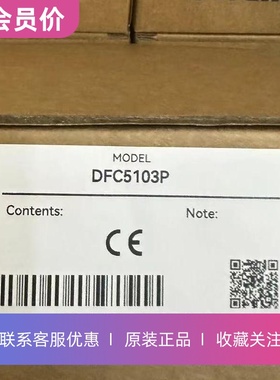 会员价
MODEL
DFC5103P
Contents:
Note:
CE
联系客服优惠 | 原装正品 | 收藏关注